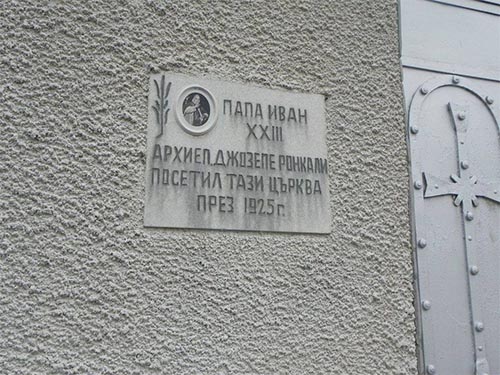 ПАПА ИВАН
XXIII
АРХИЕП. ДЖОЗЕПЕ РОНКАЛИ
ПОСЕТИЛ ТАЗИ ЦЪРКВА
ПРЕЗ 1925 г.